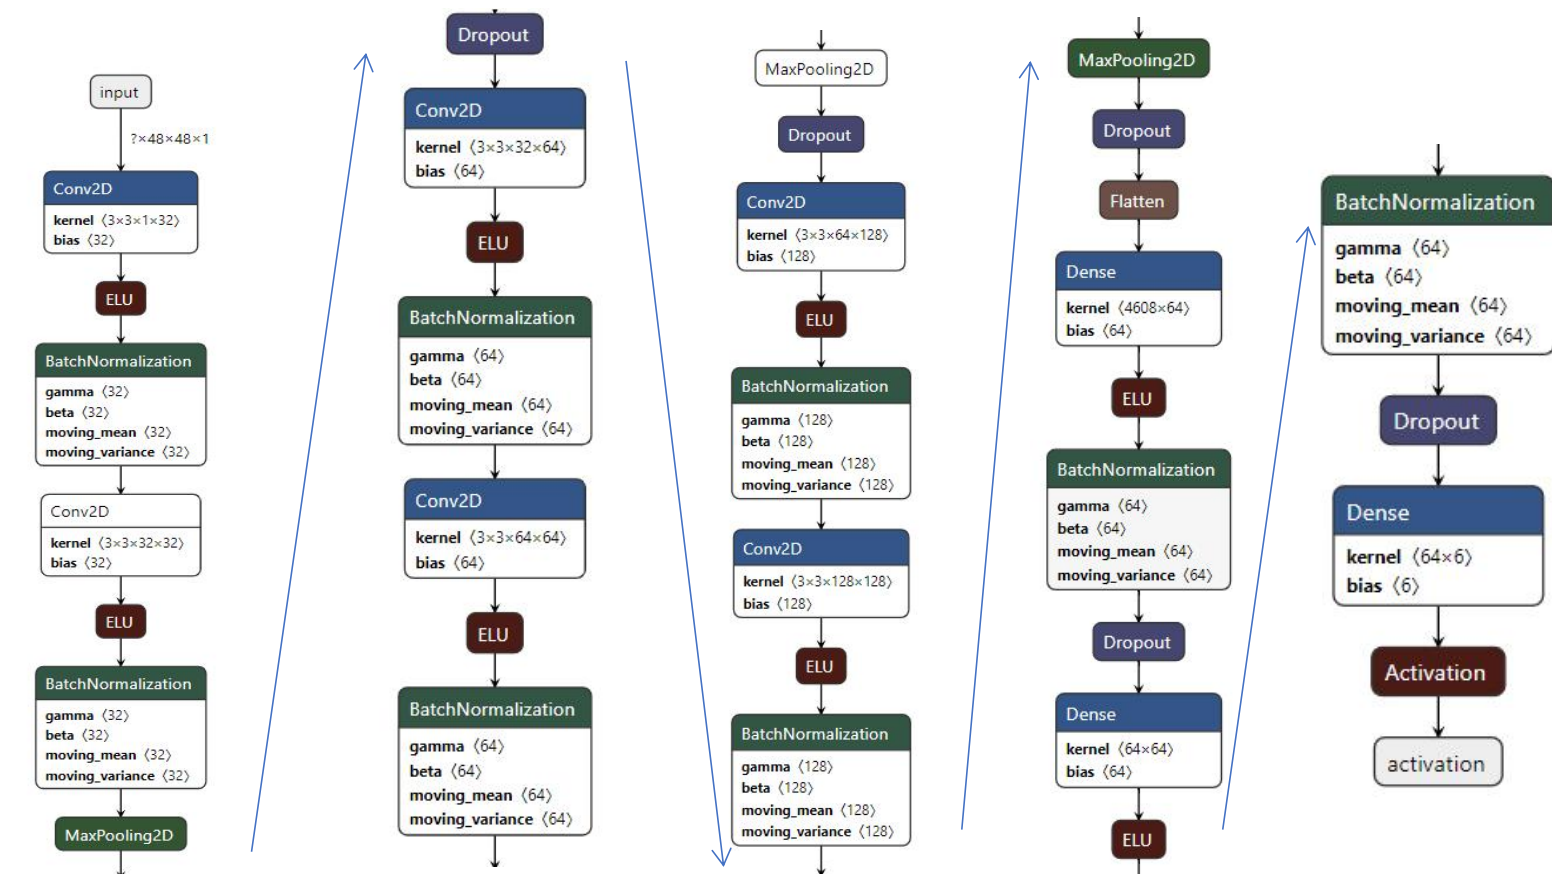 input
?×48×48×1
Conv2D
kernel ⟨3×3×1×32⟩
bias ⟨32⟩
ELU
BatchNormalization
gamma ⟨32⟩
beta ⟨32⟩
moving_mean ⟨32⟩
moving_variance ⟨32⟩
Conv2D
kernel ⟨3×3×32×32⟩
bias ⟨32⟩
ELU
BatchNormalization
gamma ⟨32⟩
beta ⟨32⟩
moving_mean ⟨32⟩
moving_variance ⟨32⟩
MaxPooling2D
Dropout
Conv2D
kernel ⟨3×3×32×64⟩
bias ⟨64⟩
ELU
BatchNormalization
gamma ⟨64⟩
beta ⟨64⟩
moving_mean ⟨64⟩
moving_variance ⟨64⟩
Conv2D
kernel ⟨3×3×64×64⟩
bias ⟨64⟩
ELU
BatchNormalization
gamma ⟨64⟩
beta ⟨64⟩
moving_mean ⟨64⟩
moving_variance ⟨64⟩
MaxPooling2D
Dropout
Conv2D
kernel ⟨3×3×64×128⟩
bias ⟨128⟩
ELU
BatchNormalization
gamma ⟨128⟩
beta ⟨128⟩
moving_mean ⟨128⟩
moving_variance ⟨128⟩
Conv2D
kernel ⟨3×3×128×128⟩
bias ⟨128⟩
ELU
BatchNormalization
gamma ⟨128⟩
beta ⟨128⟩
moving_mean ⟨128⟩
moving_variance ⟨128⟩
MaxPooling2D
Dropout
Flatten
Dense
kernel ⟨4608×64⟩
bias ⟨64⟩
ELU
BatchNormalization
gamma ⟨64⟩
beta ⟨64⟩
moving_mean ⟨64⟩
moving_variance ⟨64⟩
Dropout
Dense
kernel ⟨64×64⟩
bias ⟨64⟩
ELU
BatchNormalization
gamma ⟨64⟩
beta ⟨64⟩
moving_mean ⟨64⟩
moving_variance ⟨64⟩
Dropout
Dense
kernel ⟨64×6⟩
bias ⟨6⟩
Activation
activation